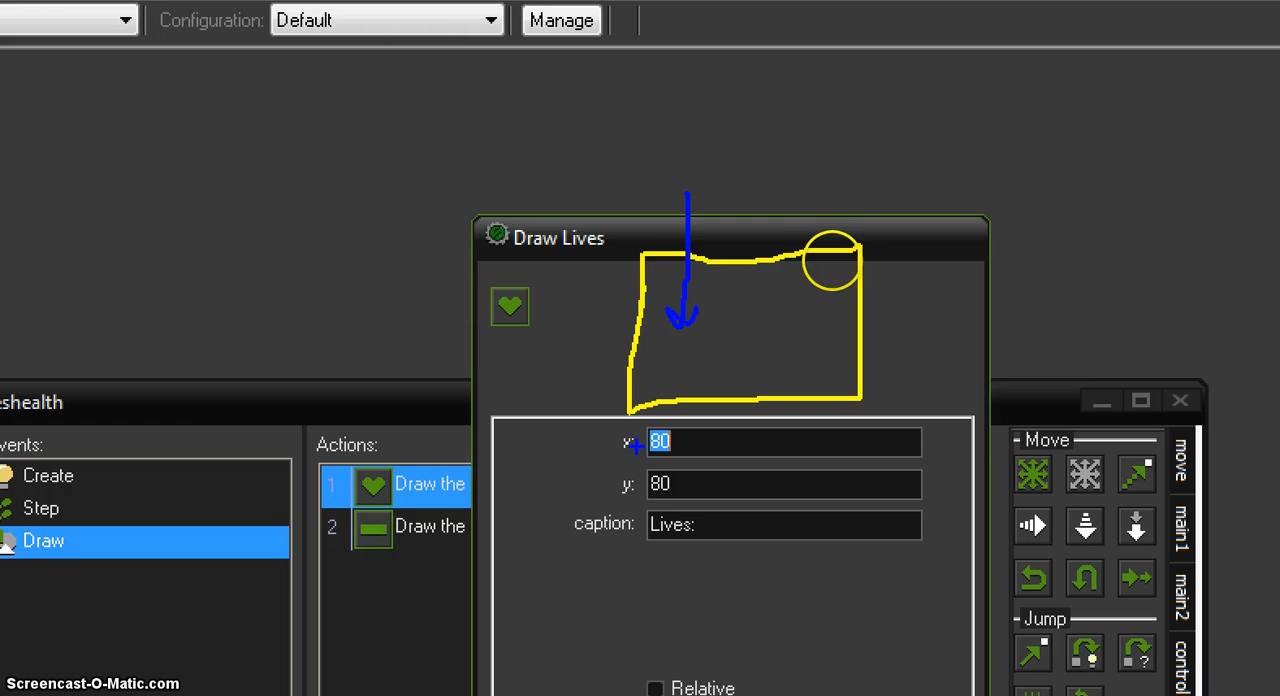 Configuration: Default Manage
Draw Lives
eshealth
vents: Actions: Move move
Create 1 Draw the
Step 2 Draw the
Draw
x: 80
y: 80
caption: Lives:
main1
main2
Jump
control
Relative
?
Screencast-O-Matic.com